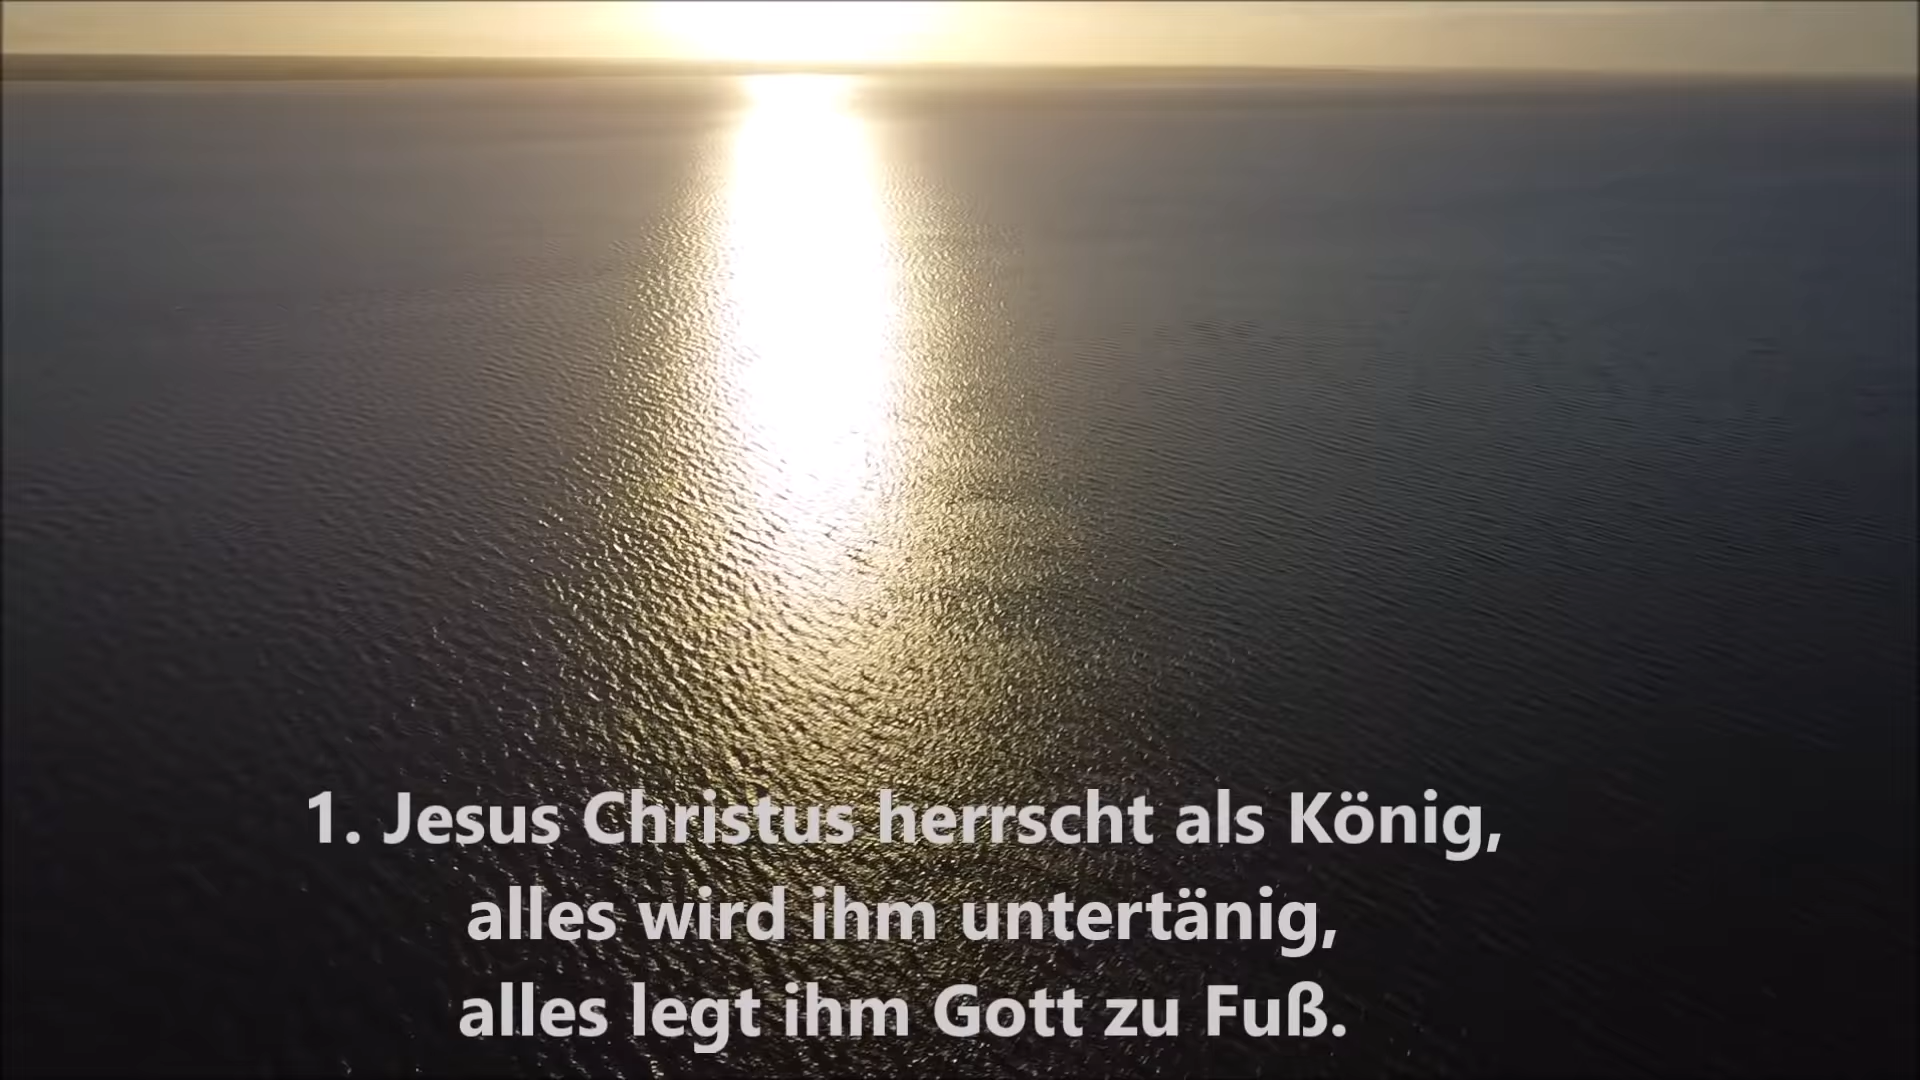 1. Jesus Christus herrscht als König,
alles wird ihm untertänig,
alles legt ihm Gott zu Fuß.